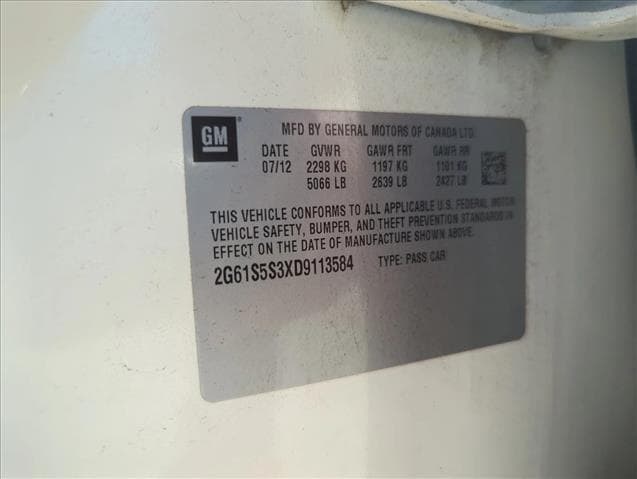 GM
MFD BY GENERAL MOTORS OF CANADA LTD.
DATE GVWR GAWR FRT GAWR RR
07/12 2298 KG 1197 KG 1101 KG
5066 LB 2639 LB 2427 LB
THIS VEHICLE CONFORMS TO ALL APPLICABLE U.S. FEDERAL MOTOR
VEHICLE SAFETY, BUMPER, AND THEFT PREVENTION STANDARDS IN
EFFECT ON THE DATE OF MANUFACTURE SHOWN ABOVE.
2G61S5S3XD9113584 TYPE: PASS CAR